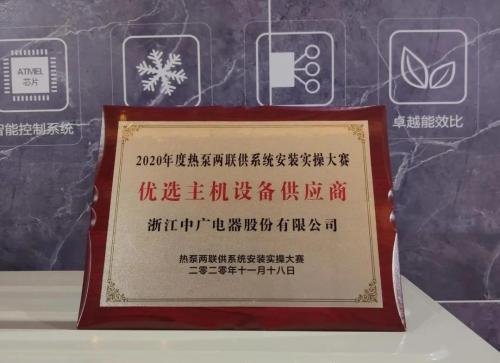 ATMEL
芯片
智能控制系统
卓越能效比
2020年度热泵两联供系统安装实操大赛
优选主机设备供应商
浙江中广电器股份有限公司
热泵两联供系统安装实操大赛
二零二零年十一月十八日